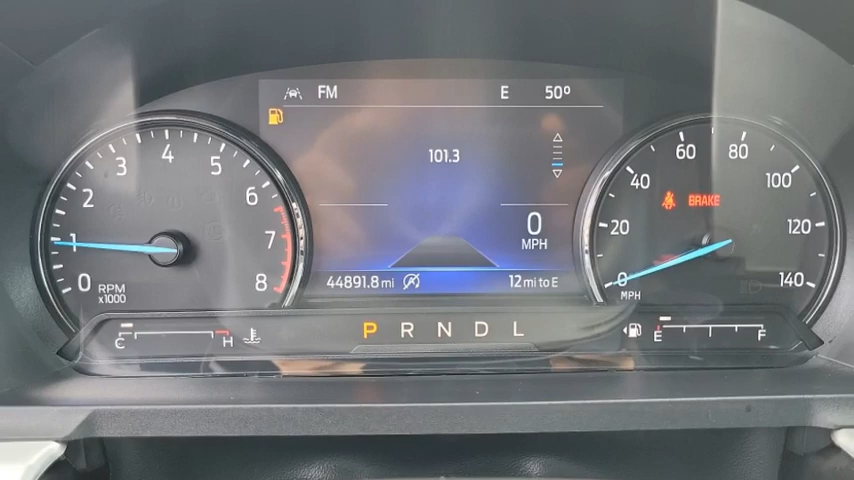 FM E 50º
101.3
0
MPH
44891.8 mi 12 mi to E
0 1 2 3 4 5 6 7 8
RPM
x1000
0 20 40 60 80 100 120 140
BRAKE
MPH
C H
P R N D L
E F